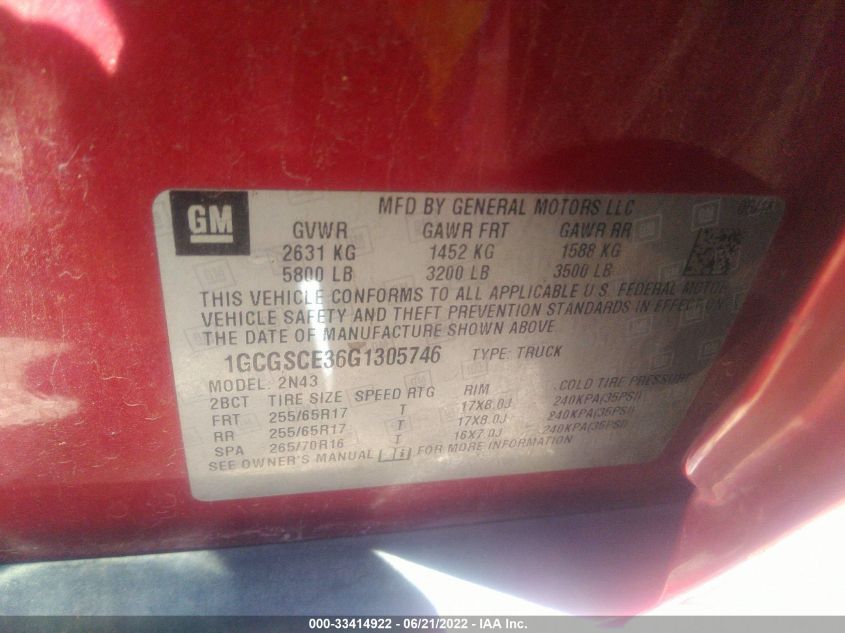 GM
MFD BY GENERAL MOTORS LLC
GVWR GAWR FRT GAWR RR
2631 KG 1452 KG 1588 KG
5800 LB 3200 LB 3500 LB
THIS VEHICLE CONFORMS TO ALL APPLICABLE U.S. FEDERAL MOTOR
VEHICLE SAFETY AND THEFT PREVENTION STANDARDS IN EFFECT ON
THE DATE OF MANUFACTURE SHOWN ABOVE.
1GCGSCE36G1305746 TYPE: TRUCK
MODEL: 2N43
2BCT TIRE SIZE SPEED RTG RIM COLD TIRE PRESSURE
FRT 255/65R17 T 17X8.0J 240KPA(35PSI)
RR 255/65R17 T 17X8.0J 240KPA(35PSI)
SPA 265/70R16 T 16X7.0J 240KPA(35PSI)
SEE OWNER'S MANUAL FOR MORE INFORMATION
000-33414922 - 06/21/2022 - IAA Inc.